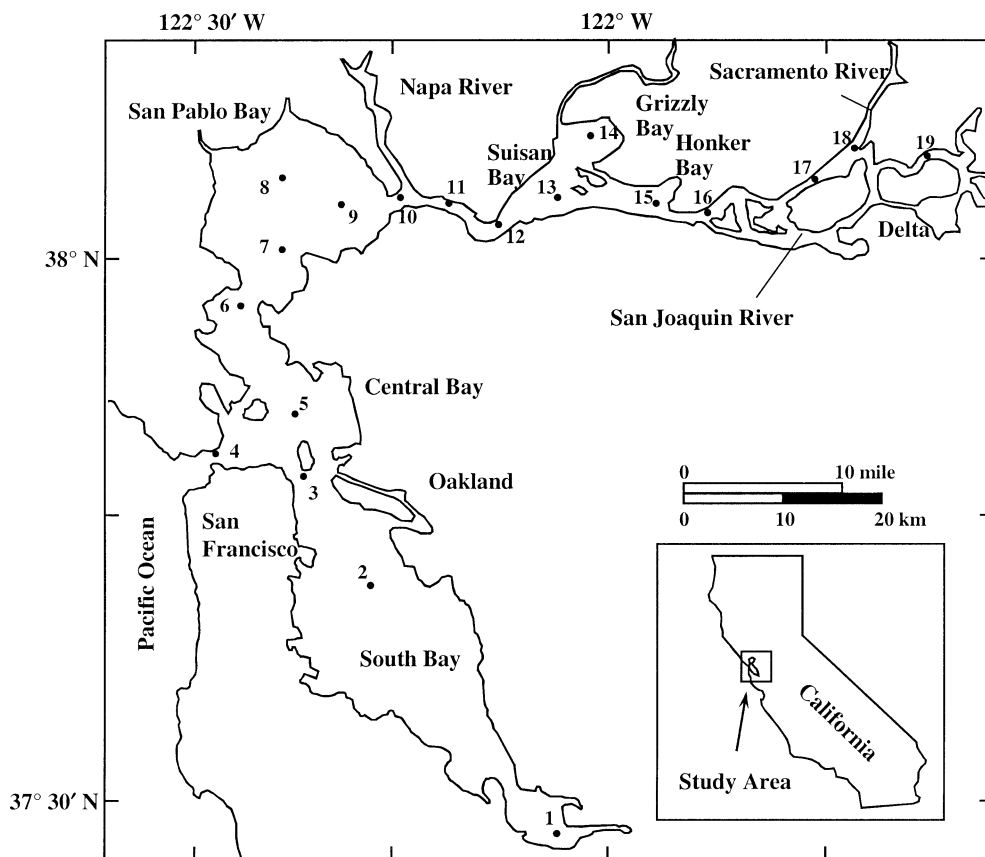 122° 30′ W
122° W
Sacramento River
Napa River
Grizzly
Bay
San Pablo Bay
Honker
Bay
Suisan
Bay
14
18
19
17
8
9
10
11
13
15
16
12
Delta
7
38° N
6
San Joaquin River
Central Bay
5
4
3
Oakland
0
10 mile
0
10
20 km
San
Francisco
Pacific Ocean
2
South Bay
California
Study Area
37° 30′ N
1